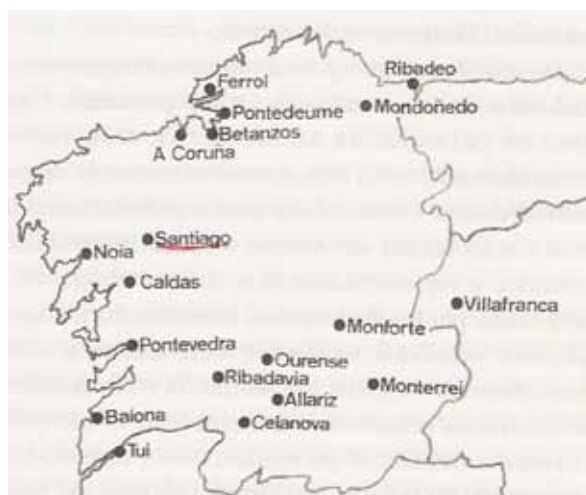 Ferrol
Ribadeo
Pontedeume
Mondoñedo
Betanzos
A Coruña
Santiago
Noia
Caldas
Villafranca
Monforte
Pontevedra
Ourense
Ribadavia
Monterrei
Allariz
Baiona
Celanova
Tui